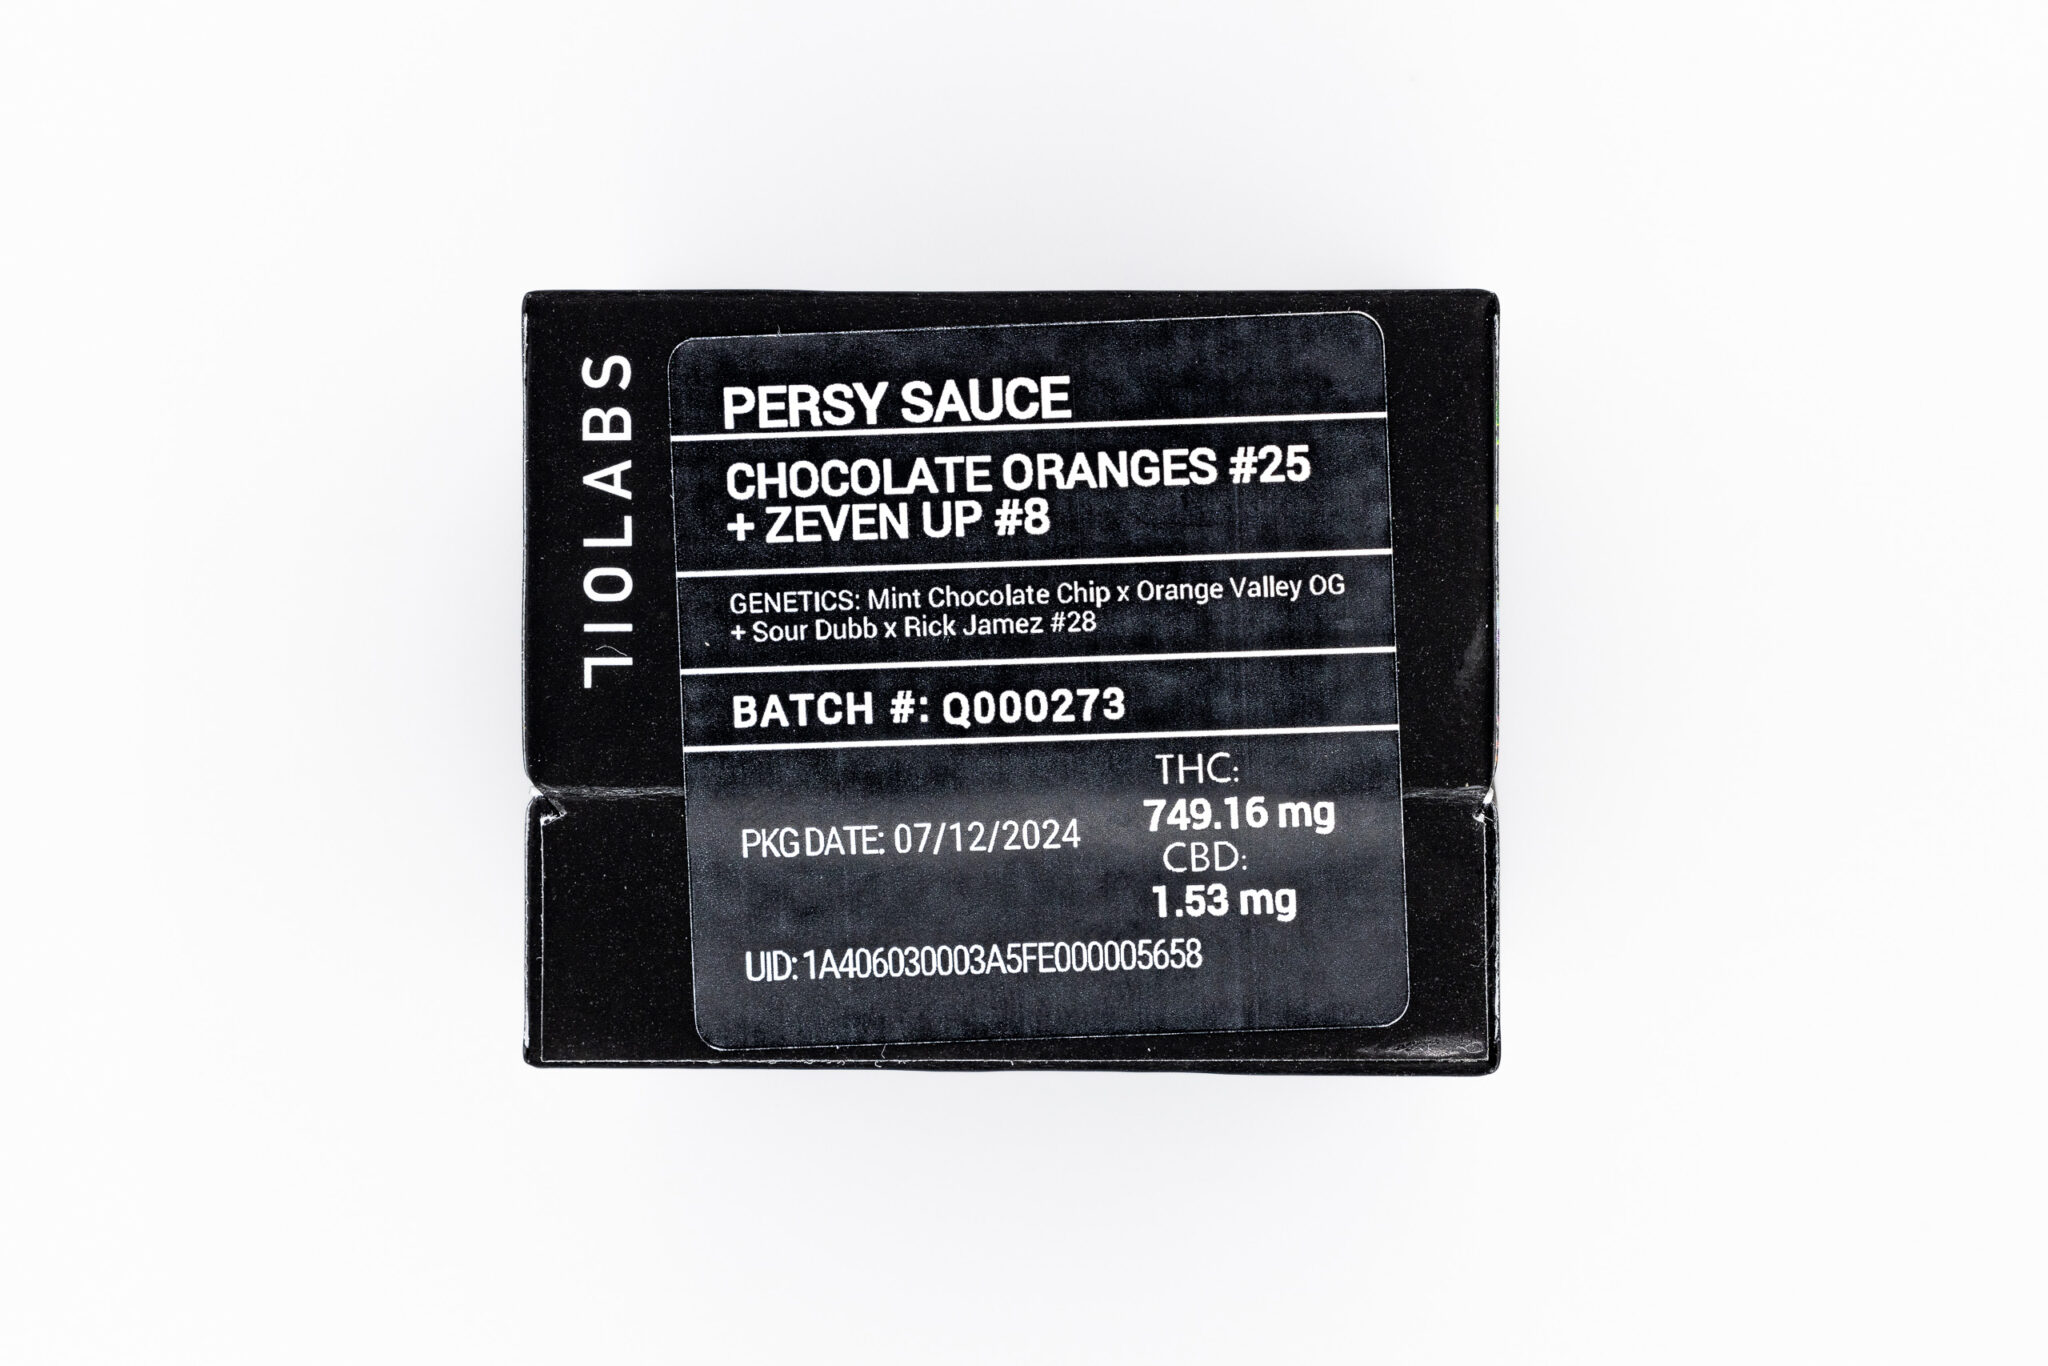 710LABS
PERSY SAUCE
CHOCOLATE ORANGES #25
+ ZEVEN UP #8
GENETICS: Mint Chocolate Chip x Orange Valley OG
+ Sour Dubb x Rick Jamez #28
BATCH #: Q000273
PKG DATE: 07/12/2024
THC:
749.16 mg
CBD:
1.53 mg
UID: 1A406030003A5FE000005658